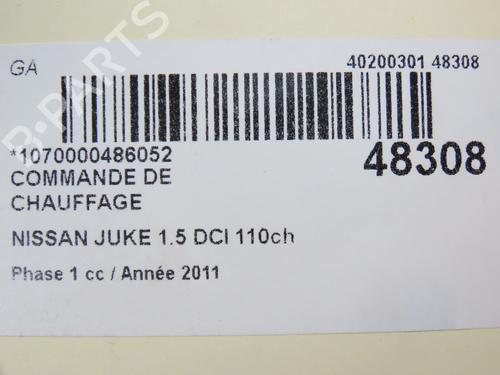 GA
40200301 48308
*1070000486052
48308
COMMANDE DE
CHAUFFAGE
NISSAN JUKE 1.5 DCI 110ch
Phase 1 cc / Année 2011
B-PARTS